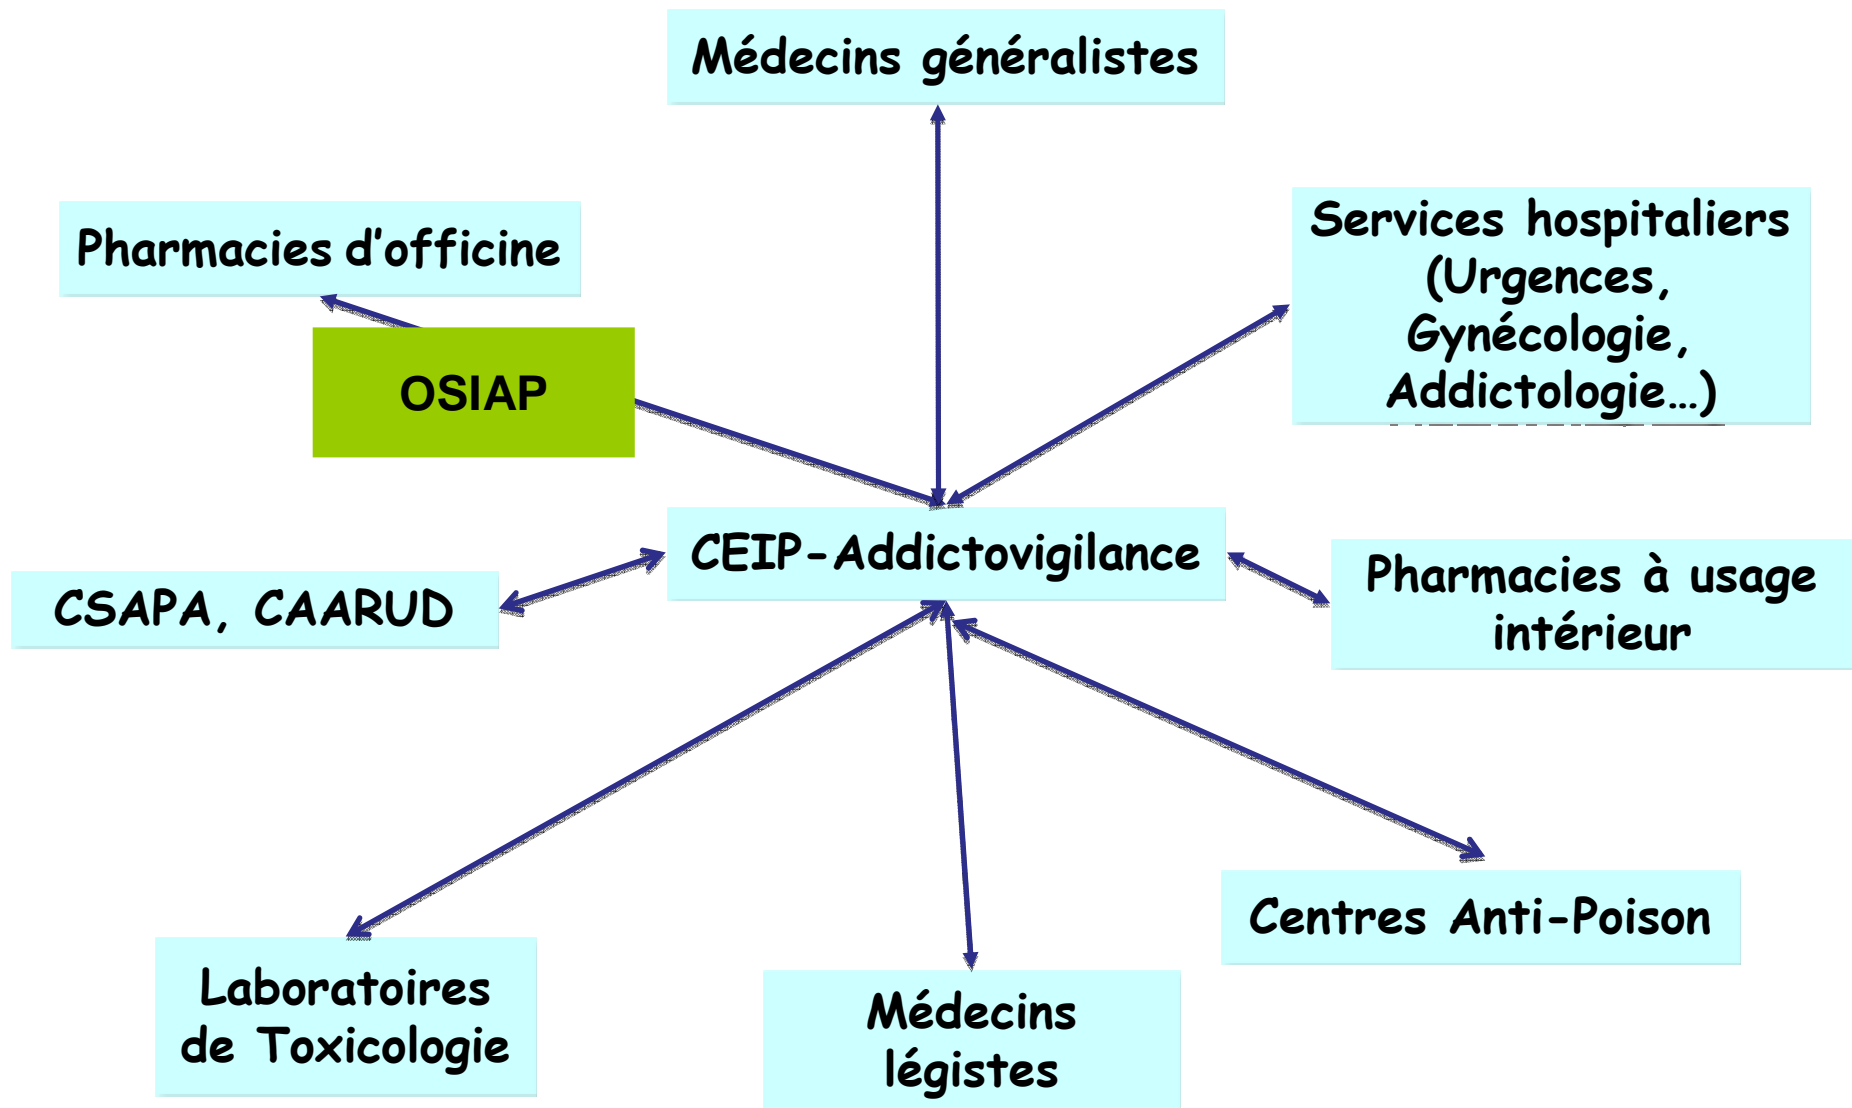 Médecins généralistes
Pharmacies d’officine
Services hospitaliers
(Urgences,
Gynécologie,
Addictologie…)
OSIAP
CEIP-Addictovigilance
CSAPA, CAARUD
Pharmacies à usage
intérieur
Centres Anti-Poison
Laboratoires
de Toxicologie
Médecins
légistes